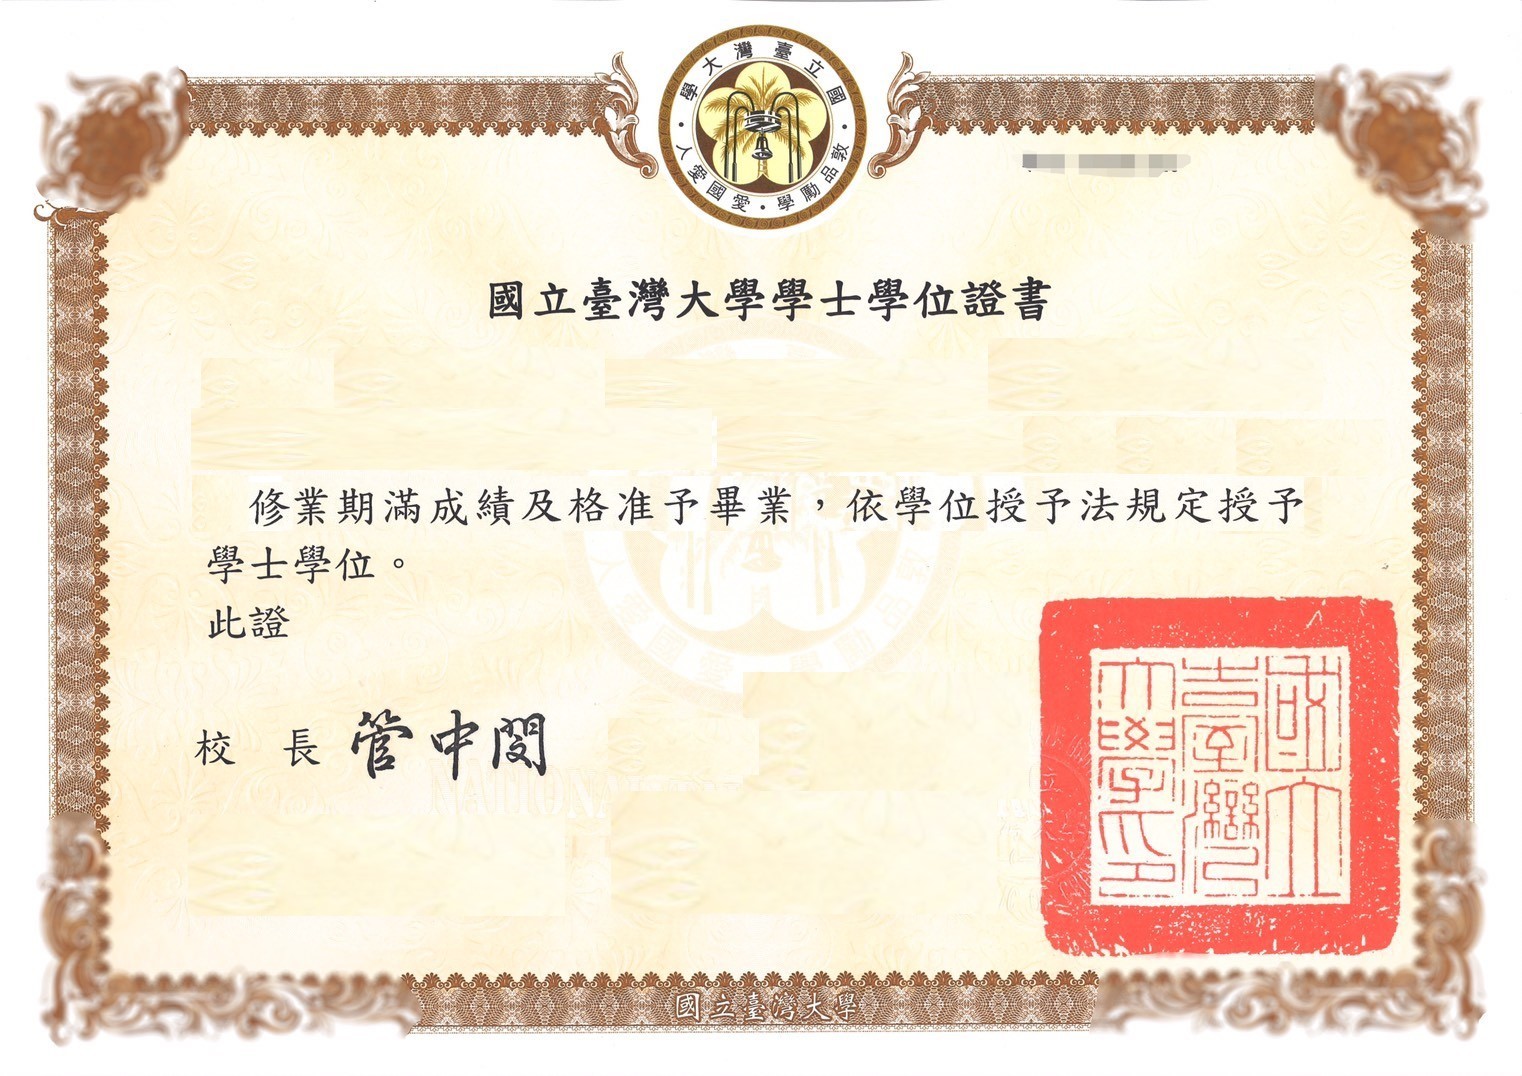 國立臺灣大學
敦品 · 勵學 · 愛國 · 愛人
國立臺灣大學學士學位證書
修業期滿成績及格准予畢業，依學位授予法規定授予
學士學位。
此證
校 長 管中閔
國立
臺灣
大學印
國立臺灣大學